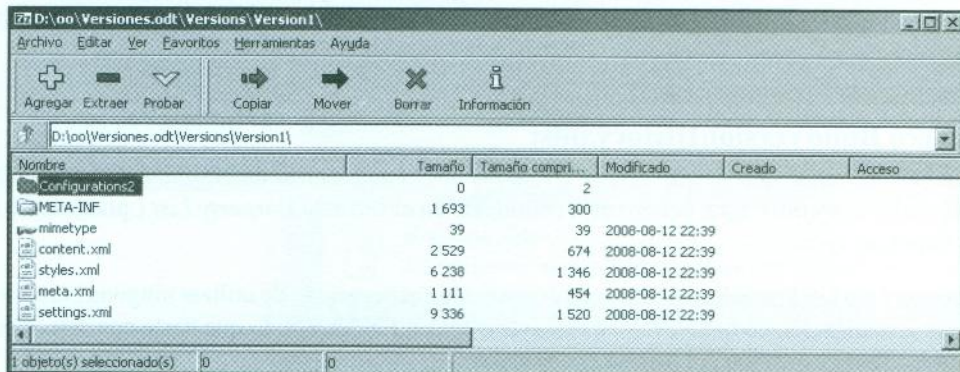 D:\oo\Versiones.odt\Versions\Version1\
Archivo Editar Ver Favoritos Herramientas Ayuda
Agregar Extraer Probar Copiar Mover Borrar Información
D:\oo\Versiones.odt\Versions\Version1\
Nombre Tamaño Tamaño compri... Modificado Creado Acceso
Configurations2 0 2
META-INF 1 693 300
mimetype 39 39 2008-08-12 22:39
content.xml 2 529 674 2008-08-12 22:39
styles.xml 6 238 1 346 2008-08-12 22:39
meta.xml 1 111 454 2008-08-12 22:39
settings.xml 9 336 1 520 2008-08-12 22:39
1 objeto(s) seleccionado(s) 0 0